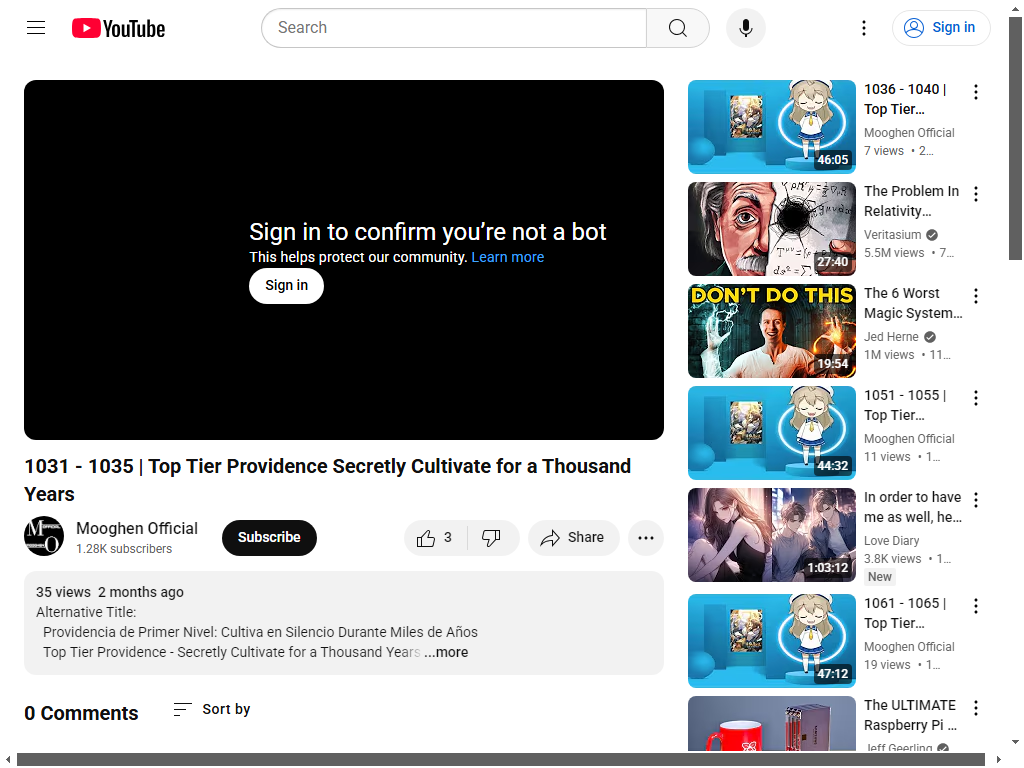 YouTube
Search
Sign in
Sign in to confirm you're not a bot
This helps protect our community. Learn more
Sign in
1031 - 1035 | Top Tier Providence Secretly Cultivate for a Thousand
Years
Mooghen Official
1.28K subscribers
Subscribe
3
Share
35 views 2 months ago
Alternative Title:
Providencia de Primer Nivel: Cultiva en Silencio Durante Miles de Años
Top Tier Providence - Secretly Cultivate for a Thousand Years ...more
0 Comments
Sort by
46:05
1036 - 1040 |
Top Tier...
Mooghen Official
7 views • 2...
27:40
The Problem In
Relativity...
Veritasium
5.5M views • 7...
DON'T DO THIS
19:54
The 6 Worst
Magic System...
Jed Herne
1M views • 11...
44:32
1051 - 1055 |
Top Tier...
Mooghen Official
11 views • 1...
1:03:12
In order to have
me as well, he...
Love Diary
3.8K views • 1...
New
47:12
1061 - 1065 |
Top Tier...
Mooghen Official
19 views • 1...
The ULTIMATE
Raspberry Pi ...
Jeff Geerling